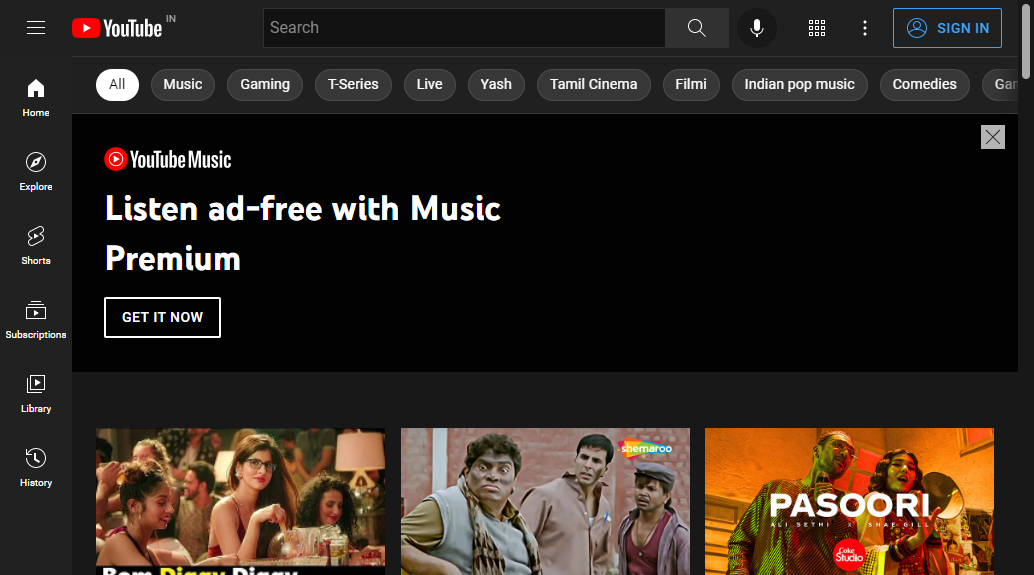 YouTube IN
Search
SIGN IN
All
Music
Gaming
T-Series
Live
Yash
Tamil Cinema
Filmi
Indian pop music
Comedies
Home
Explore
Shorts
Subscriptions
Library
History
YouTube Music
Listen ad-free with Music
Premium
GET IT NOW
Bom Diggy Diggy
shemaroo
PASOORI
ALI SETHI X SHAE GILL
Coke
Studio